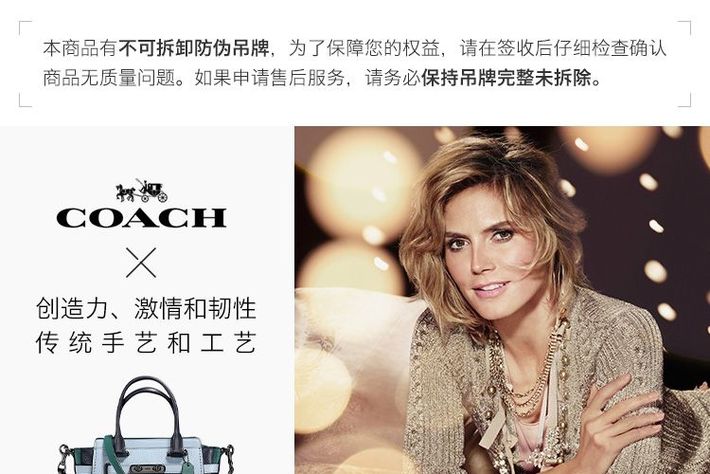 本商品有不可拆卸防伪吊牌，为了保障您的权益，请在签收后仔细检查确认
商品无质量问题。如果申请售后服务，请务必保持吊牌完整未拆除。
COACH
创造力、激情和韧性
传统手艺和工艺